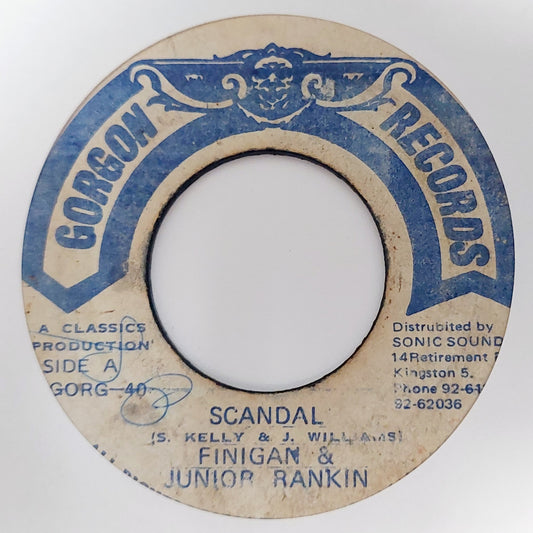 GORGON RECORDS
A CLASSICS
PRODUCTION
SIDE A
GORG-40
Distrubited by
SONIC SOUND
14 Retirement
Kingston 5.
Phone 92-61
92-62036
SCANDAL
(S. KELLY & J. WILLIAMS)
FINIGAN &
JUNIOR RANKIN